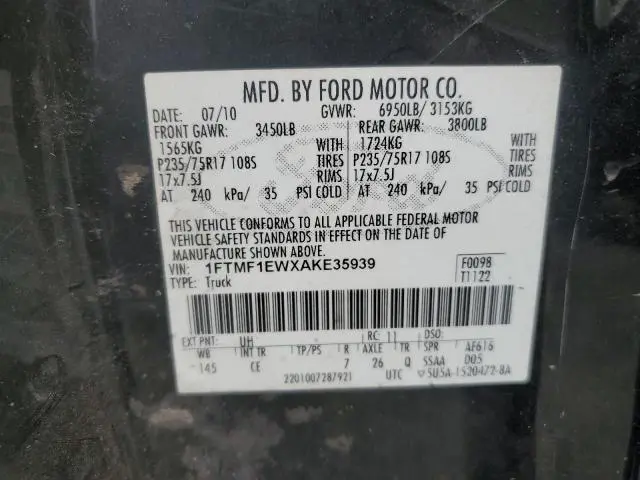 MFD. BY FORD MOTOR CO.
DATE: 07/10 GVWR: 6950LB/ 3153KG
FRONT GAWR: 3450LB REAR GAWR: 3800LB
1565KG WITH 1724KG WITH
P235/75R17 108S TIRES P235/75R17 108S TIRES
17x7.5J RIMS 17x7.5J RIMS
AT 240 kPa/ 35 PSI COLD AT 240 kPa/ 35 PSI COLD
THIS VEHICLE CONFORMS TO ALL APPLICABLE FEDERAL MOTOR
VEHICLE SAFETY STANDARDS IN EFFECT ON THE DATE OF
MANUFACTURE SHOWN ABOVE.
VIN: 1FTMF1EWXAKE35939 F0098
TYPE: Truck T1122
EXT PNT: UH RC: 11 DSO:
WB INT TR TP/PS R AXLE TR SPR AF616
145 CE 7 26 Q SSAA D05
2201007287921 UTC